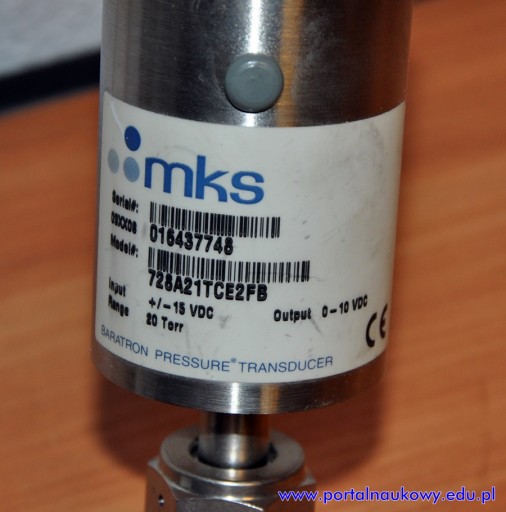 mks
Serial#:
09XX06 016437748
Model#:
728A21TCE2FB
Input +/-15 VDC Output 0-10 VDC
Range 20 Torr
CE
BARATRON PRESSURE® TRANSDUCER
www.portalnaukowy.edu.pl